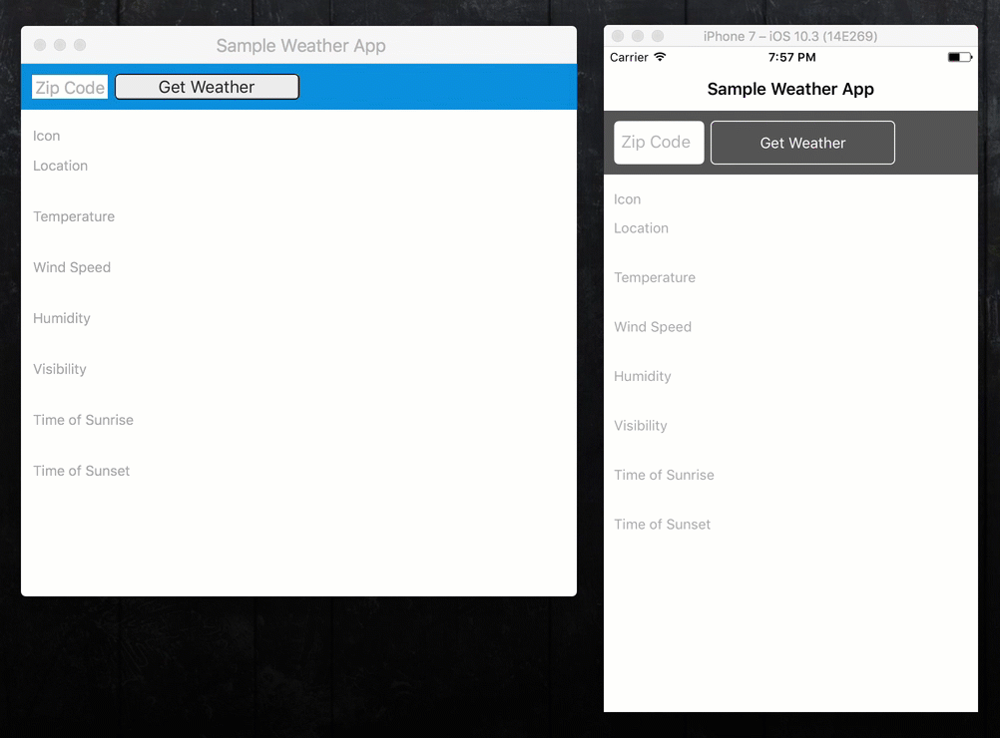 Sample Weather App
Zip Code
Get Weather
Icon
Location
Temperature
Wind Speed
Humidity
Visibility
Time of Sunrise
Time of Sunset
iPhone 7 – iOS 10.3 (14E269)
Carrier 7:57 PM
Sample Weather App
Zip Code
Get Weather
Icon
Location
Temperature
Wind Speed
Humidity
Visibility
Time of Sunrise
Time of Sunset